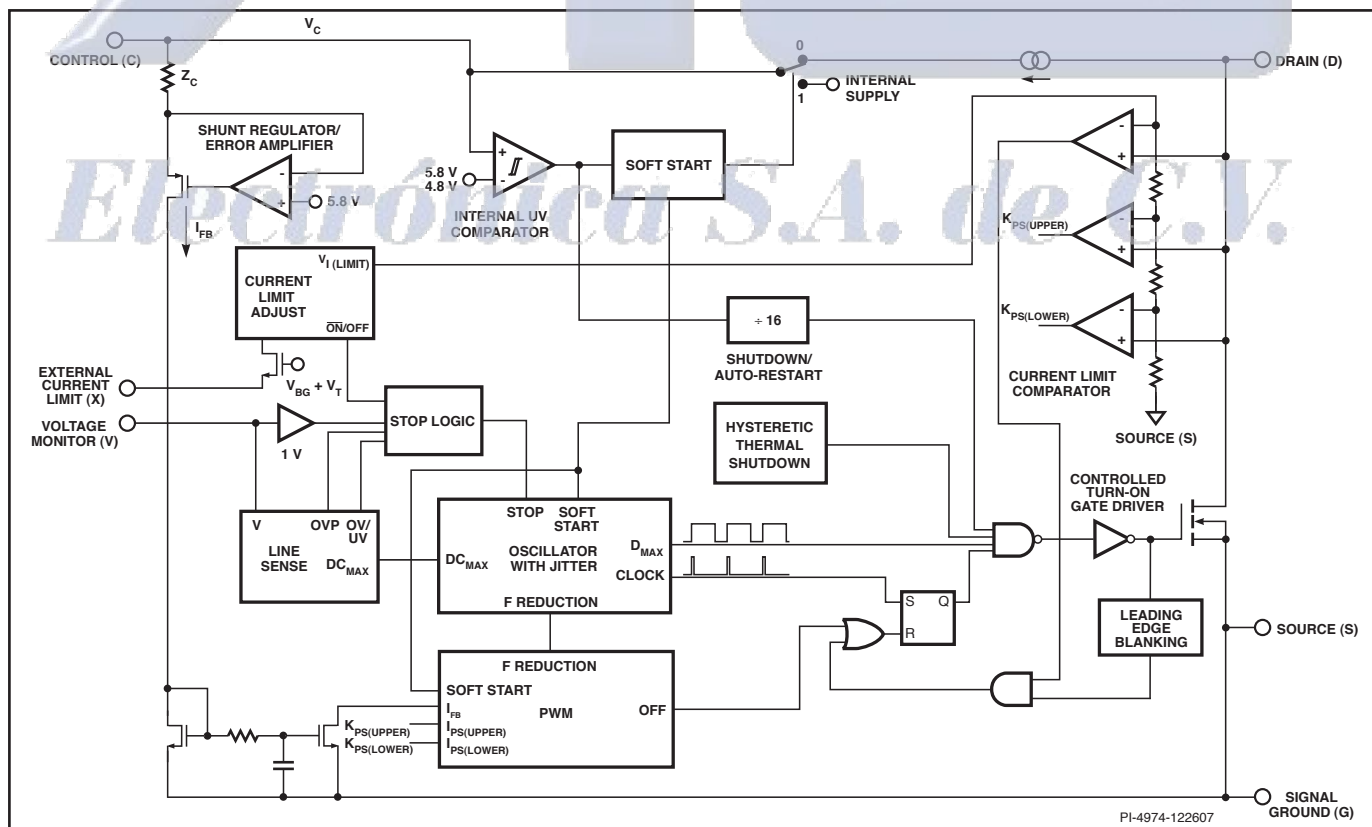 V_C
CONTROL (C)
Z_C
0
1
INTERNAL
SUPPLY
DRAIN (D)
SHUNT REGULATOR/
ERROR AMPLIFIER
-
+
5.8 V
I_FB
+
-
5.8 V
4.8 V
INTERNAL UV
COMPARATOR
SOFT START
-
+
K_PS(UPPER)
-
+
K_PS(LOWER)
-
+
CURRENT LIMIT
COMPARATOR
SOURCE (S)
Electrónica S.A. de C.V.
V_I (LIMIT)
CURRENT
LIMIT
ADJUST
ON/OFF
÷ 16
SHUTDOWN/
AUTO-RESTART
EXTERNAL
CURRENT
LIMIT (X)
V_BG + V_T
VOLTAGE
MONITOR (V)
1 V
STOP LOGIC
HYSTERETIC
THERMAL
SHUTDOWN
CONTROLLED
TURN-ON
GATE DRIVER
V
OVP
OV/
UV
LINE
SENSE
DC_MAX
STOP
SOFT
START
DC_MAX
OSCILLATOR
WITH JITTER
D_MAX
CLOCK
F REDUCTION
S
Q
R
LEADING
EDGE
BLANKING
SOURCE (S)
F REDUCTION
SOFT START
PWM
OFF
I_FB
K_PS(UPPER)
I_PS(UPPER)
K_PS(LOWER)
I_PS(LOWER)
SIGNAL
GROUND (G)
PI-4974-122607